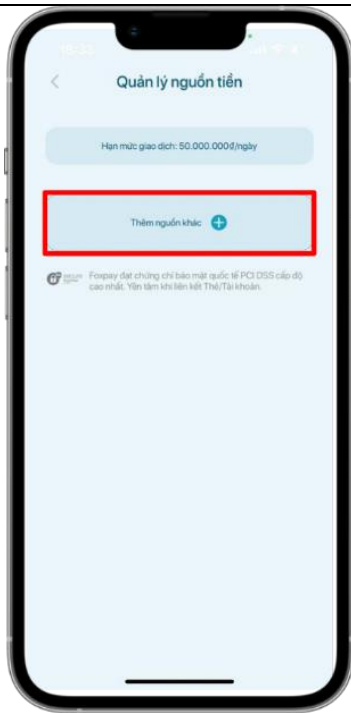 Quản lý nguồn tiền
Hạn mức giao dịch: 50.000.000đ/ngày
Thêm nguồn khác
Foxpay đạt chứng chỉ bảo mật quốc tế PCI DSS cấp độ
cao nhất. Yên tâm khi liên kết Thẻ/Tài khoản.